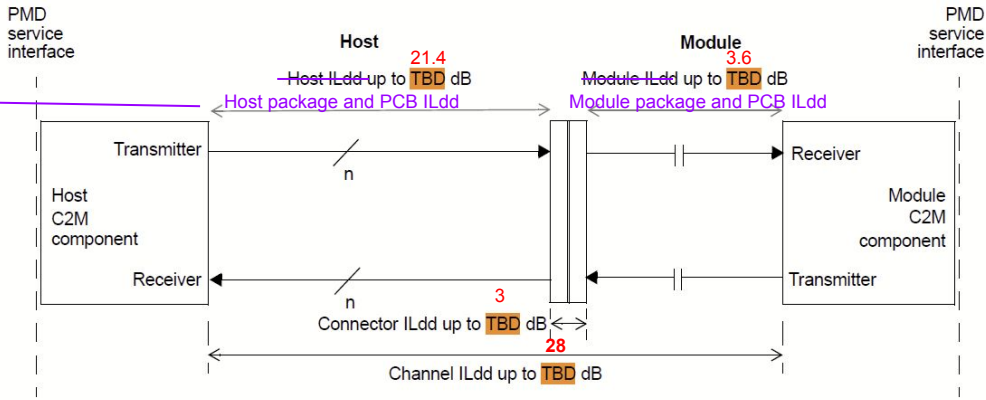 PMD
service
interface
PMD
service
interface
Host
Module
21.4
3.6
Host ILdd up to TBD dB
Module ILdd up to TBD dB
Host package and PCB ILdd
Module package and PCB ILdd
Transmitter
Receiver
n
Host
C2M
component
Module
C2M
component
Receiver
Transmitter
n
3
Connector ILdd up to TBD dB
28
Channel ILdd up to TBD dB